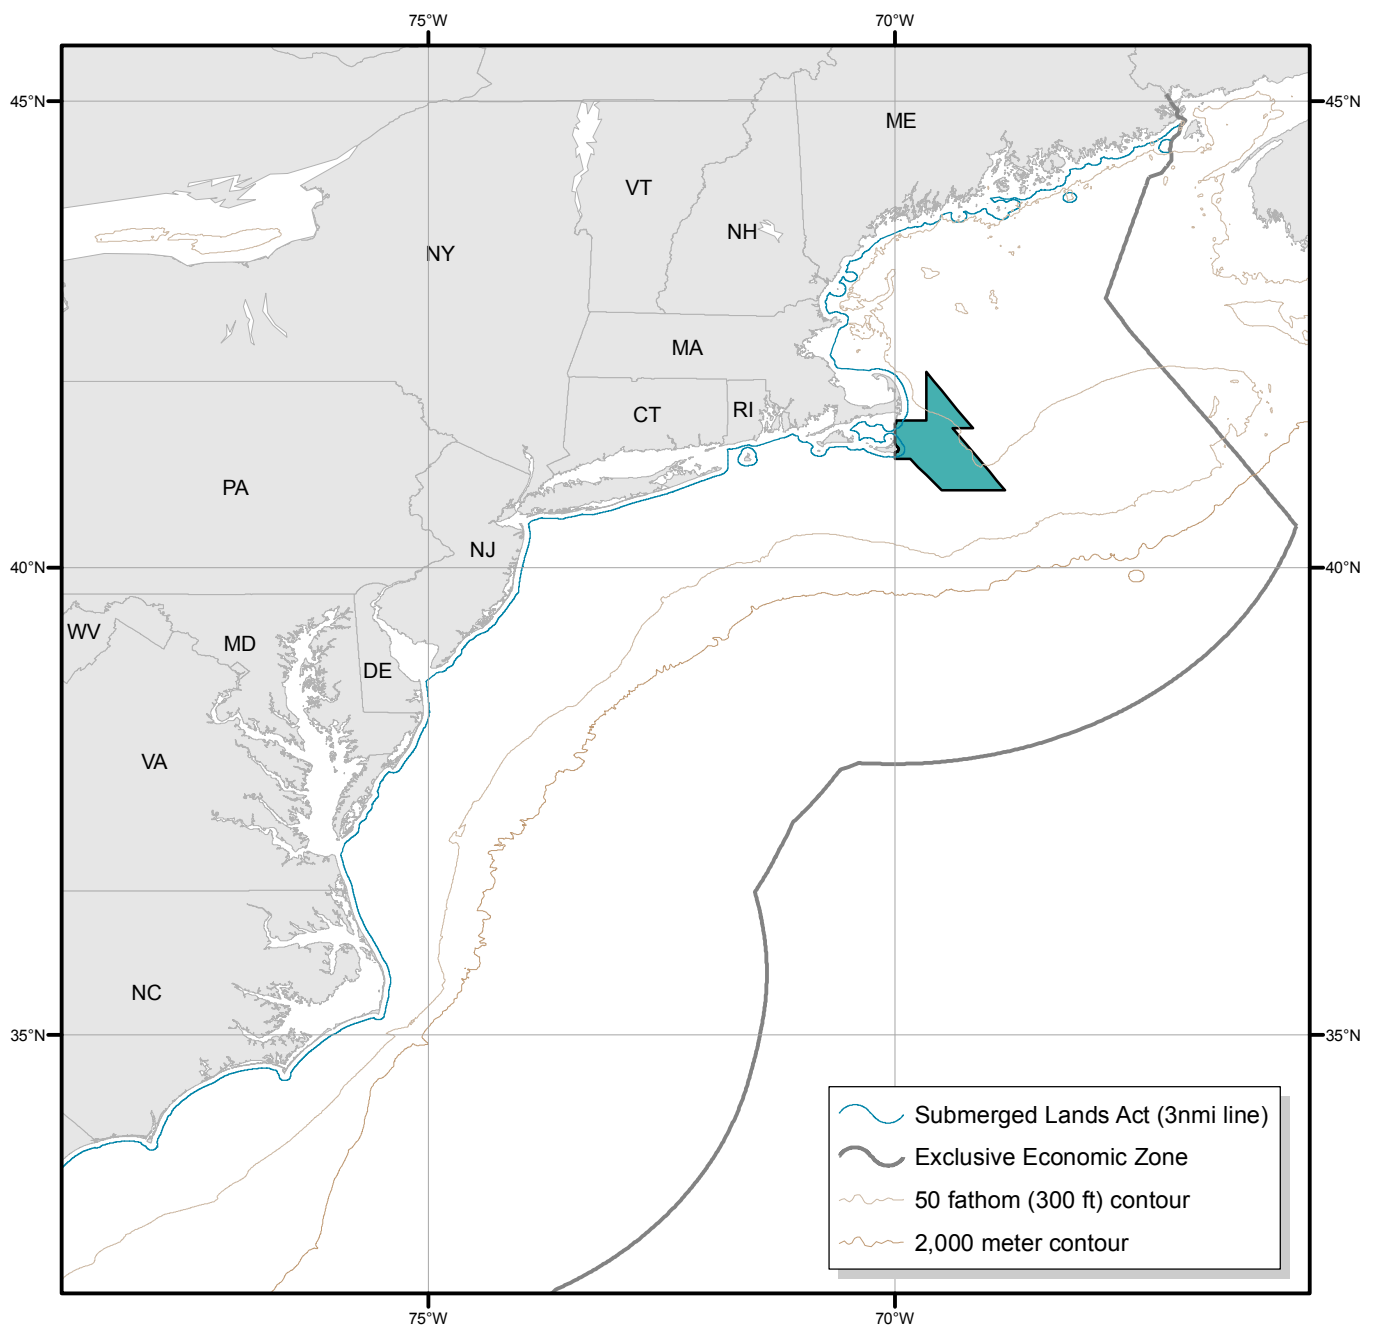 75°W 70°W
45°N 45°N
ME
VT
NH
NY
MA
CT RI
PA
NJ
40°N 40°N
WV
MD
DE
VA
NC
35°N 35°N
Submerged Lands Act (3nmi line)
Exclusive Economic Zone
50 fathom (300 ft) contour
2,000 meter contour
75°W 70°W